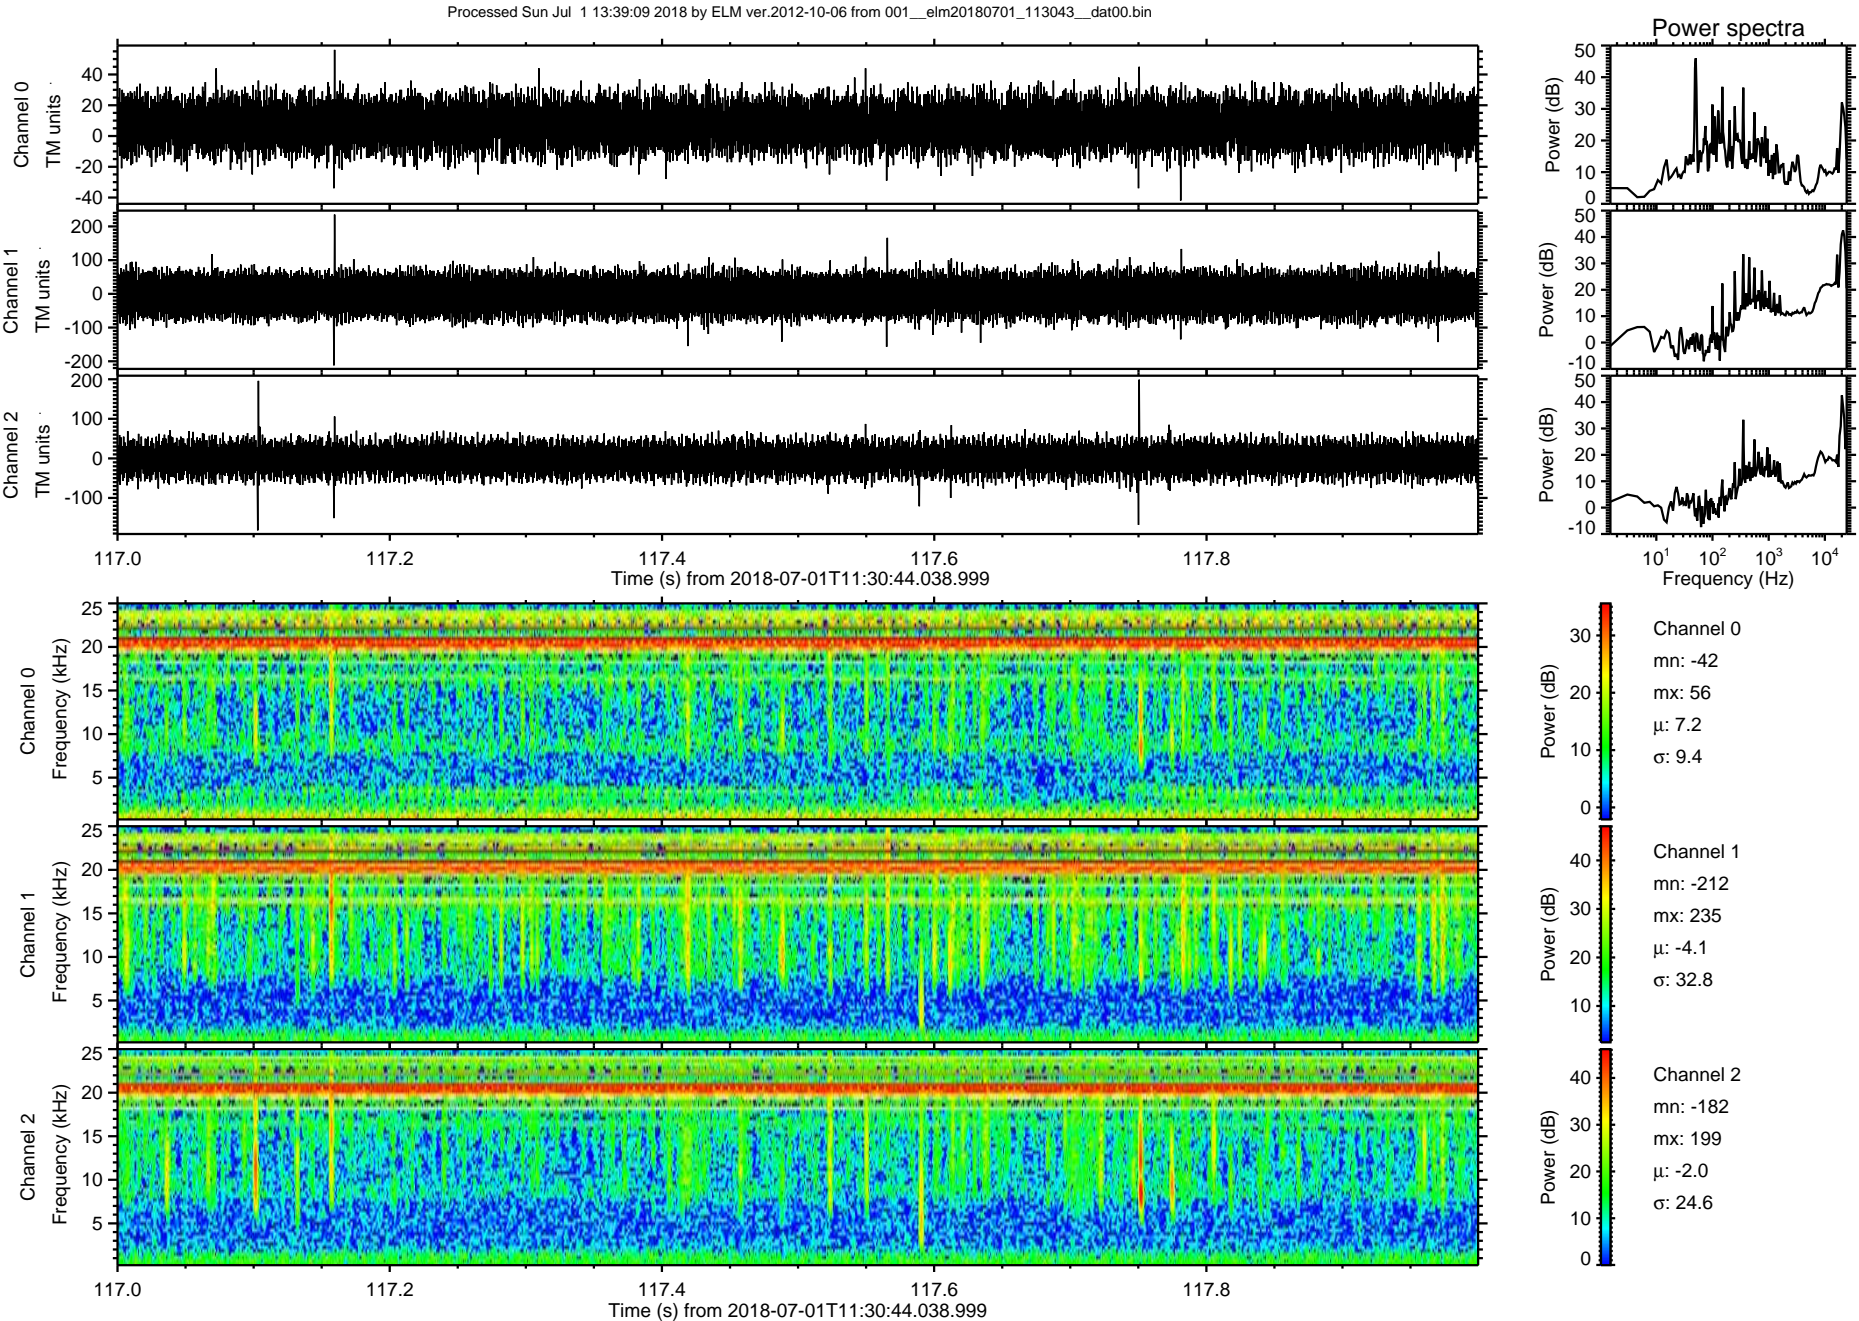 Processed Sun Jul  1 13:39:09 2018 by ELM ver.2012-10-06 from 001__elm20180701_113043__dat00.bin
Power spectra
Channel 0
TM units
40
20
0
-20
-40
Power (dB)
50
40
30
20
10
0
Channel 1
TM units
200
100
0
-100
-200
Power (dB)
50
40
30
20
10
0
-10
Channel 2
TM units
200
100
0
-100
Power (dB)
50
40
30
20
10
0
-10
117.0 117.2 117.4 117.6 117.8
Time (s) from 2018-07-01T11:30:44.038.999
10¹ 10² 10³ 10⁴
Frequency (Hz)
Channel 0
Frequency (kHz)
25
20
15
10
5
Power (dB)
30
20
10
0
Channel 0
mn: -42
mx: 56
μ: 7.2
σ: 9.4
Channel 1
Frequency (kHz)
25
20
15
10
5
Power (dB)
40
30
20
10
Channel 1
mn: -212
mx: 235
μ: -4.1
σ: 32.8
Channel 2
Frequency (kHz)
25
20
15
10
5
Power (dB)
40
30
20
10
0
Channel 2
mn: -182
mx: 199
μ: -2.0
σ: 24.6
117.0 117.2 117.4 117.6 117.8
Time (s) from 2018-07-01T11:30:44.038.999